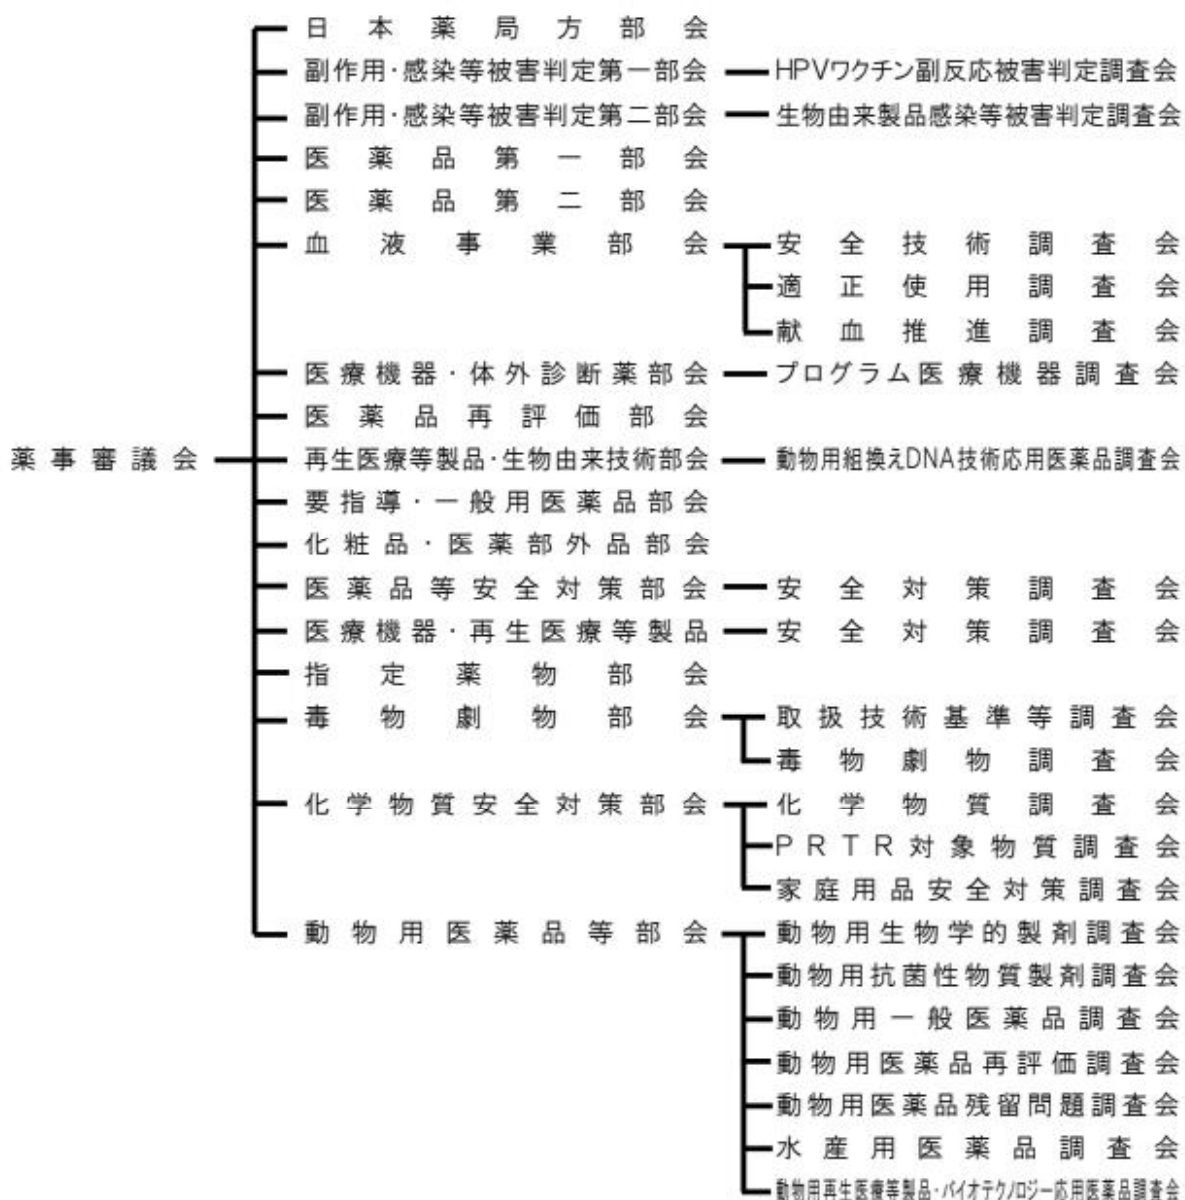 日本薬局方部会
副作用・感染等被害判定第一部会 HPVワクチン副反応被害判定調査会
副作用・感染等被害判定第二部会 生物由来製品感染等被害判定調査会
医薬品第一部会
医薬品第二部会
血液事業部会 安全技術調査会
適正使用調査会
献血推進調査会
医療機器・体外診断薬部会 プログラム医療機器調査会
医薬品再評価部会
薬事審議会 再生医療等製品・生物由来技術部会 動物用組換えDNA技術応用医薬品調査会
要指導・一般用医薬品部会
化粧品・医薬部外品部会
医薬品等安全対策部会 安全対策調査会
医療機器・再生医療等製品 安全対策調査会
指定薬物部会
毒物劇物部会 取扱技術基準等調査会
毒物劇物調査会
化学物質安全対策部会 化学物質調査会
PRTR対象物質調査会
家庭用品安全対策調査会
動物用医薬品等部会 動物用生物学的製剤調査会
動物用抗菌性物質製剤調査会
動物用一般医薬品調査会
動物用医薬品再評価調査会
動物用医薬品残留問題調査会
水産用医薬品調査会
動物用再生医療等製品・バイオテクノロジー応用医薬品調査会